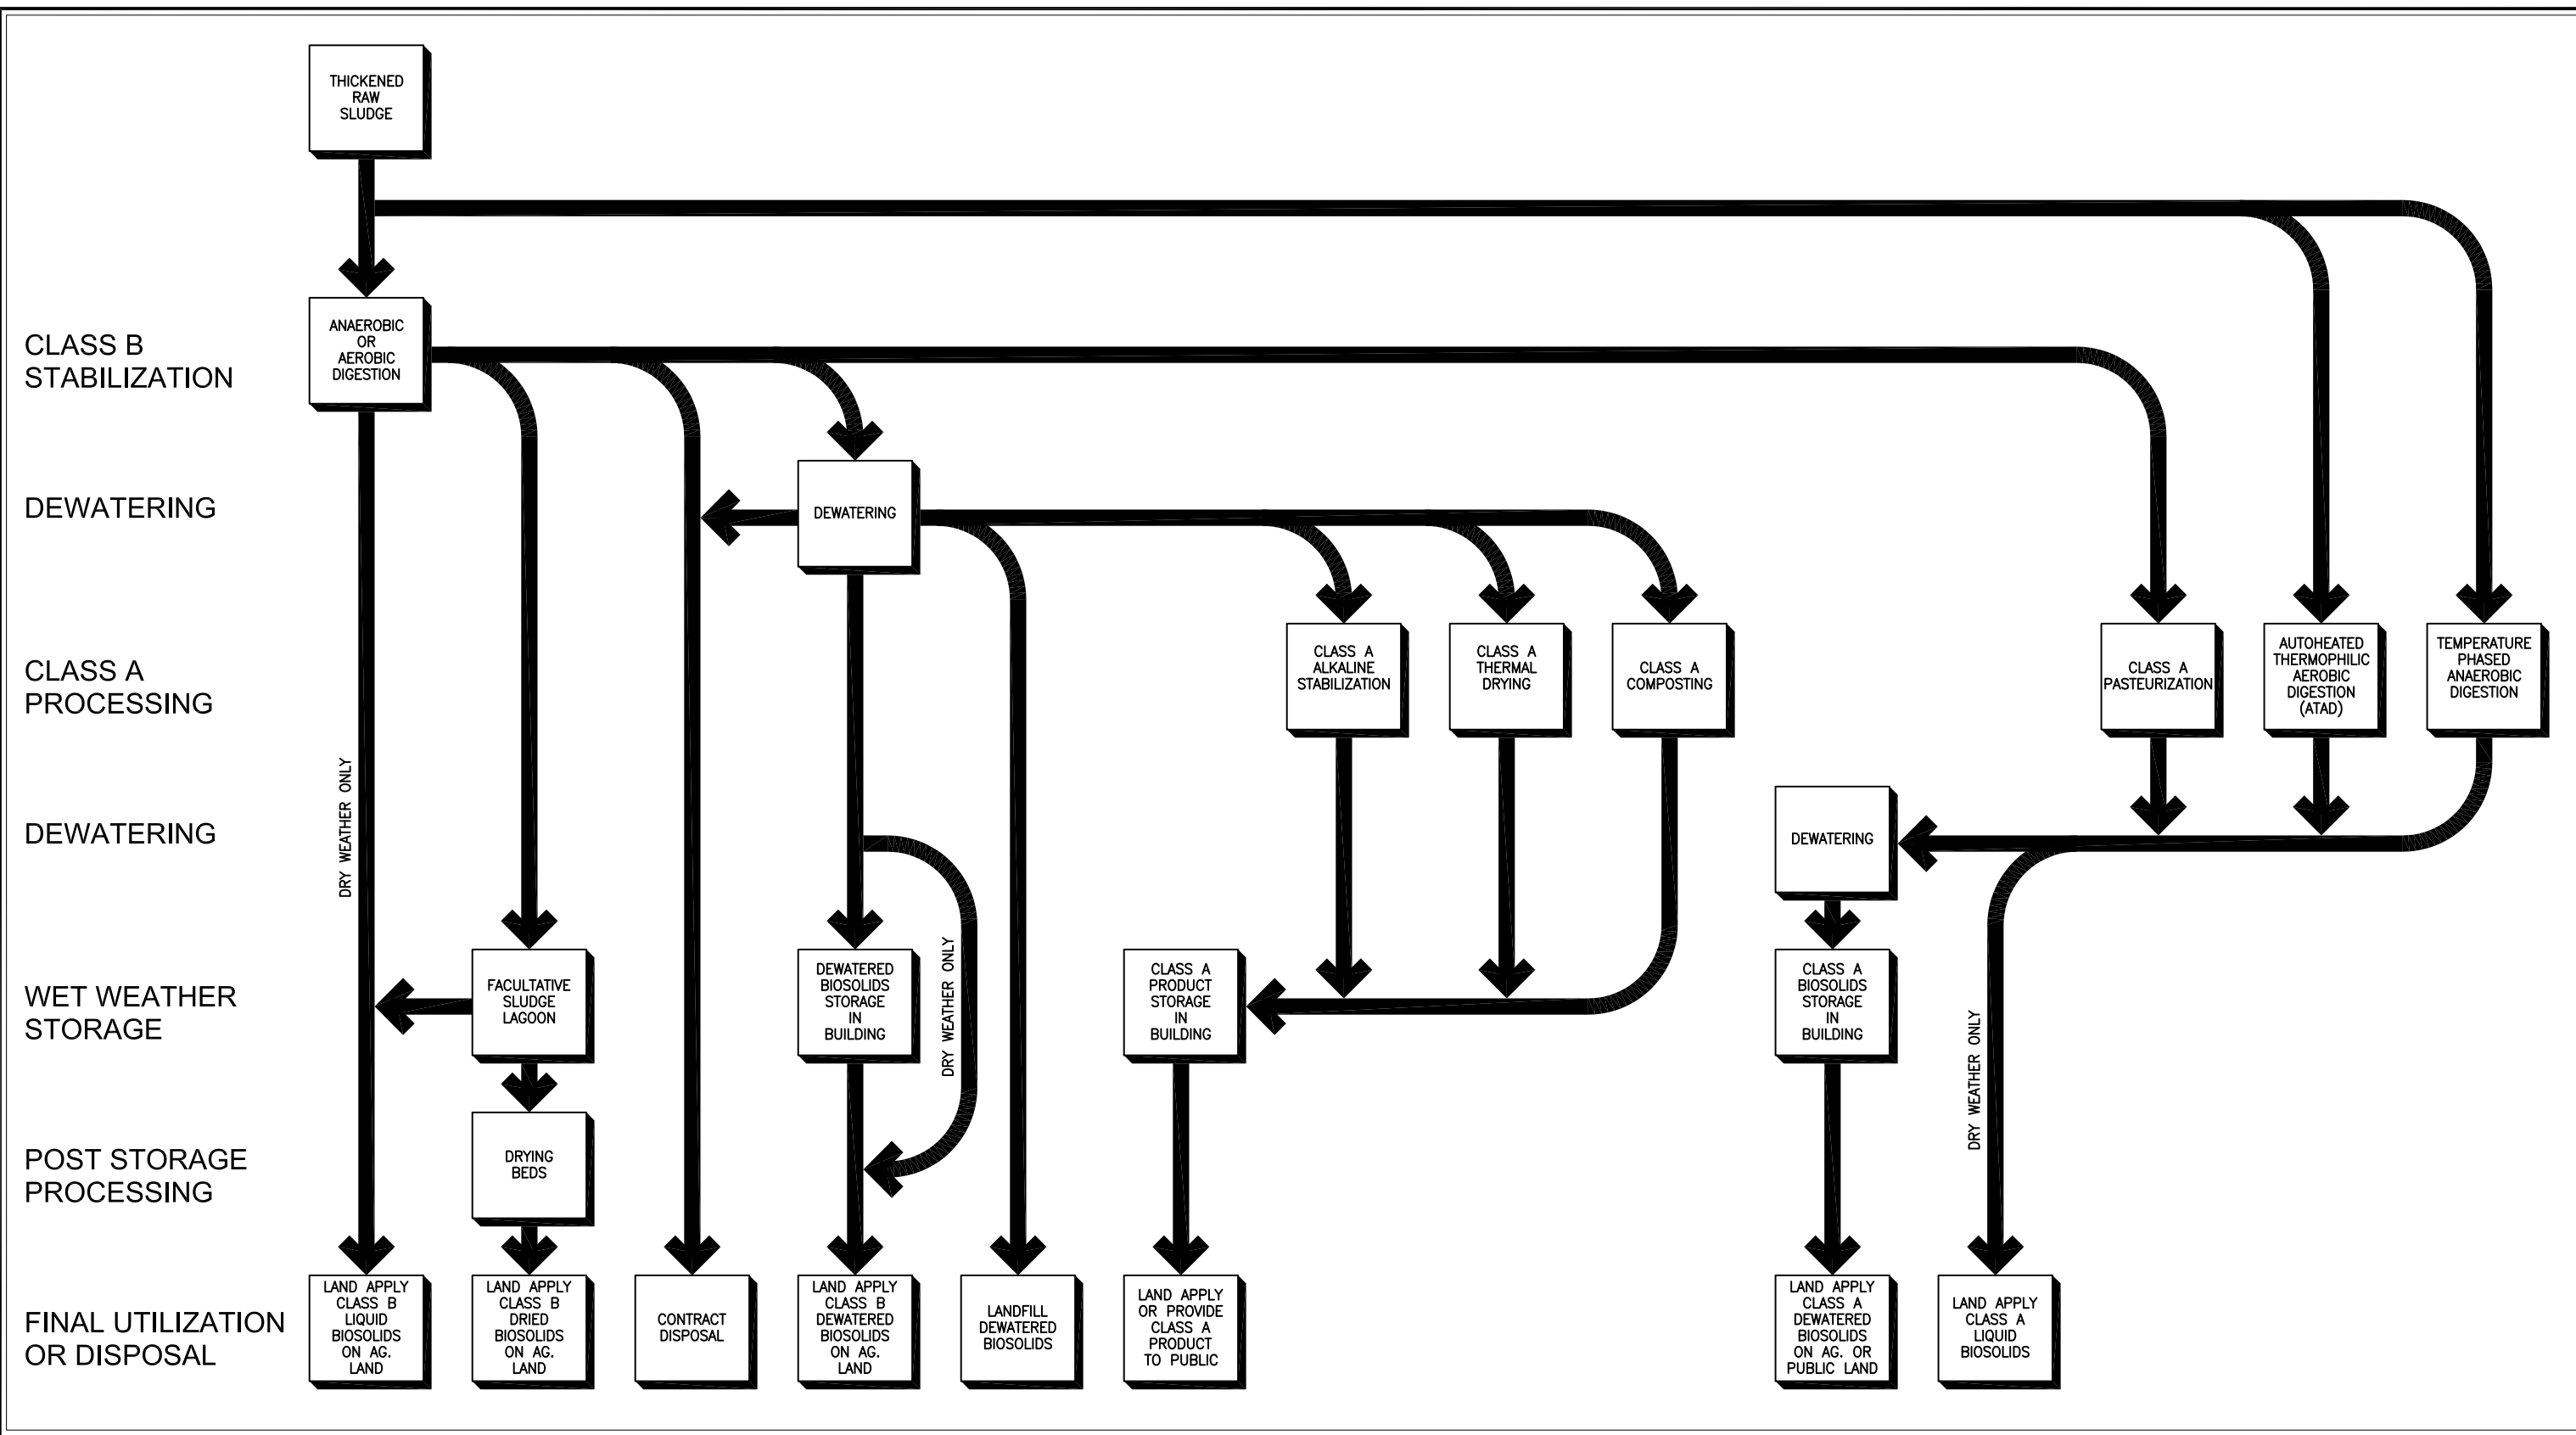 THICKENED
RAW
SLUDGE
CLASS B
STABILIZATION
ANAEROBIC
OR
AEROBIC
DIGESTION
DEWATERING
DEWATERING
CLASS A
PROCESSING
CLASS A
ALKALINE
STABILIZATION
CLASS A
THERMAL
DRYING
CLASS A
COMPOSTING
CLASS A
PASTEURIZATION
AUTOHEATED
THERMOPHILIC
AEROBIC
DIGESTION
(ATAD)
TEMPERATURE
PHASED
ANAEROBIC
DIGESTION
DRY WEATHER ONLY
DEWATERING
DEWATERING
WET WEATHER
STORAGE
FACULTATIVE
SLUDGE
LAGOON
DEWATERED
BIOSOLIDS
STORAGE
IN
BUILDING
DRY WEATHER ONLY
CLASS A
PRODUCT
STORAGE
IN
BUILDING
CLASS A
BIOSOLIDS
STORAGE
IN
BUILDING
DRY WEATHER ONLY
POST STORAGE
PROCESSING
DRYING
BEDS
FINAL UTILIZATION
OR DISPOSAL
LAND APPLY
CLASS B
LIQUID
BIOSOLIDS
ON AG.
LAND
LAND APPLY
CLASS B
DRIED
BIOSOLIDS
ON AG.
LAND
CONTRACT
DISPOSAL
LAND APPLY
CLASS B
DEWATERED
BIOSOLIDS
ON AG.
LAND
LANDFILL
DEWATERED
BIOSOLIDS
LAND APPLY
OR PROVIDE
CLASS A
PRODUCT
TO PUBLIC
LAND APPLY
CLASS A
DEWATERED
BIOSOLIDS
ON AG. OR
PUBLIC LAND
LAND APPLY
CLASS A
LIQUID
BIOSOLIDS